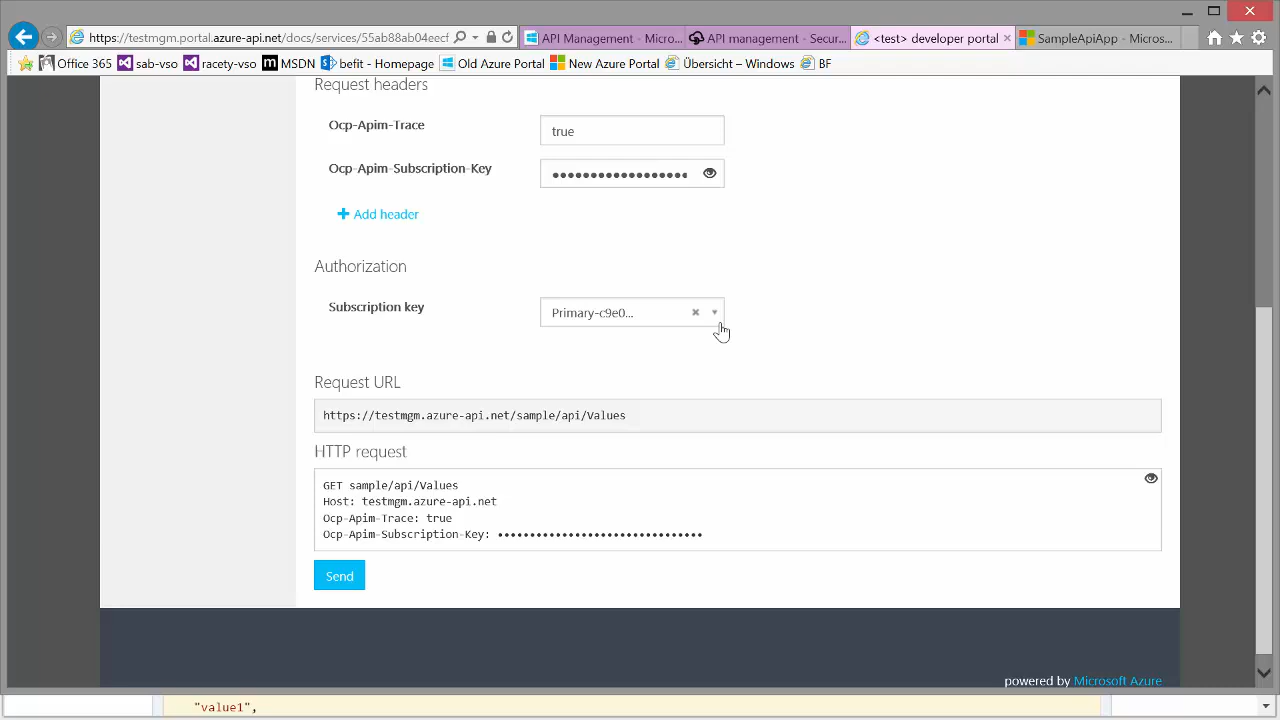 https://testmgm.portal.azure-api.net/docs/services/55ab88ab04eecf
API Management - Micro...
API management - Secur...
<test> developer portal
SampleApiApp - Microso...
Office 365
sab-vso
racety-vso
MSDN
befit - Homepage
Old Azure Portal
New Azure Portal
Übersicht – Windows
BF
Request headers
Ocp-Apim-Trace
true
Ocp-Apim-Subscription-Key
••••••••••••••••••
+ Add header
Authorization
Subscription key
Primary-c9e0...
Request URL
https://testmgm.azure-api.net/sample/api/Values
HTTP request
GET sample/api/Values
Host: testmgm.azure-api.net
Ocp-Apim-Trace: true
Ocp-Apim-Subscription-Key: ••••••••••••••••••••••••••••••••
Send
powered by Microsoft Azure
"value1",